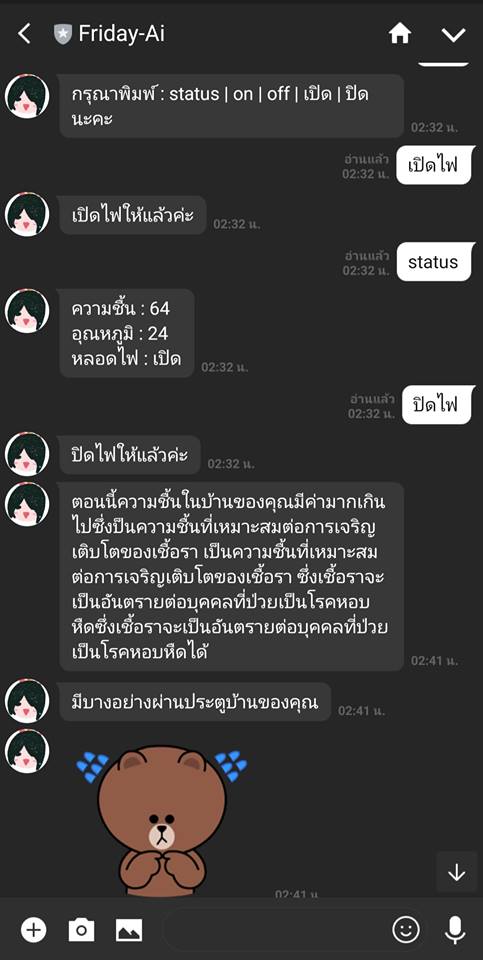 Friday-Ai
กรุณาพิมพ์ : status | on | off | เปิด | ปิด
นะคะ
02:32 น.
อ่านแล้ว
02:32 น.
เปิดไฟ
เปิดไฟให้แล้วค่ะ
02:32 น.
อ่านแล้ว
02:32 น.
status
ความชื้น : 64
อุณหภูมิ : 24
หลอดไฟ : เปิด
02:32 น.
อ่านแล้ว
02:32 น.
ปิดไฟ
ปิดไฟให้แล้วค่ะ
02:32 น.
ตอนนี้ความชื้นในบ้านของคุณมีค่ามากเกิน
ไปซึ่งป็นความชื้นที่เหมาะสมต่อการเจริญ
เติบโตของเชื้อรา เป็นความชื้นที่เหมาะสม
ต่อการเจริญเติบโตของเชื้อรา ซึ่งเชื้อราจะ
เป็นอันตรายต่อบุคคลที่ป่วยเป็นโรคหอบ
หืดซึ่งเชื้อราจะเป็นอันตรายต่อบุคคลที่ป่วย
เป็นโรคหอบหืดได้
02:41 น.
มีบางอย่างผ่านประตูบ้านของคุณ
02:41 น.
02:41 น.